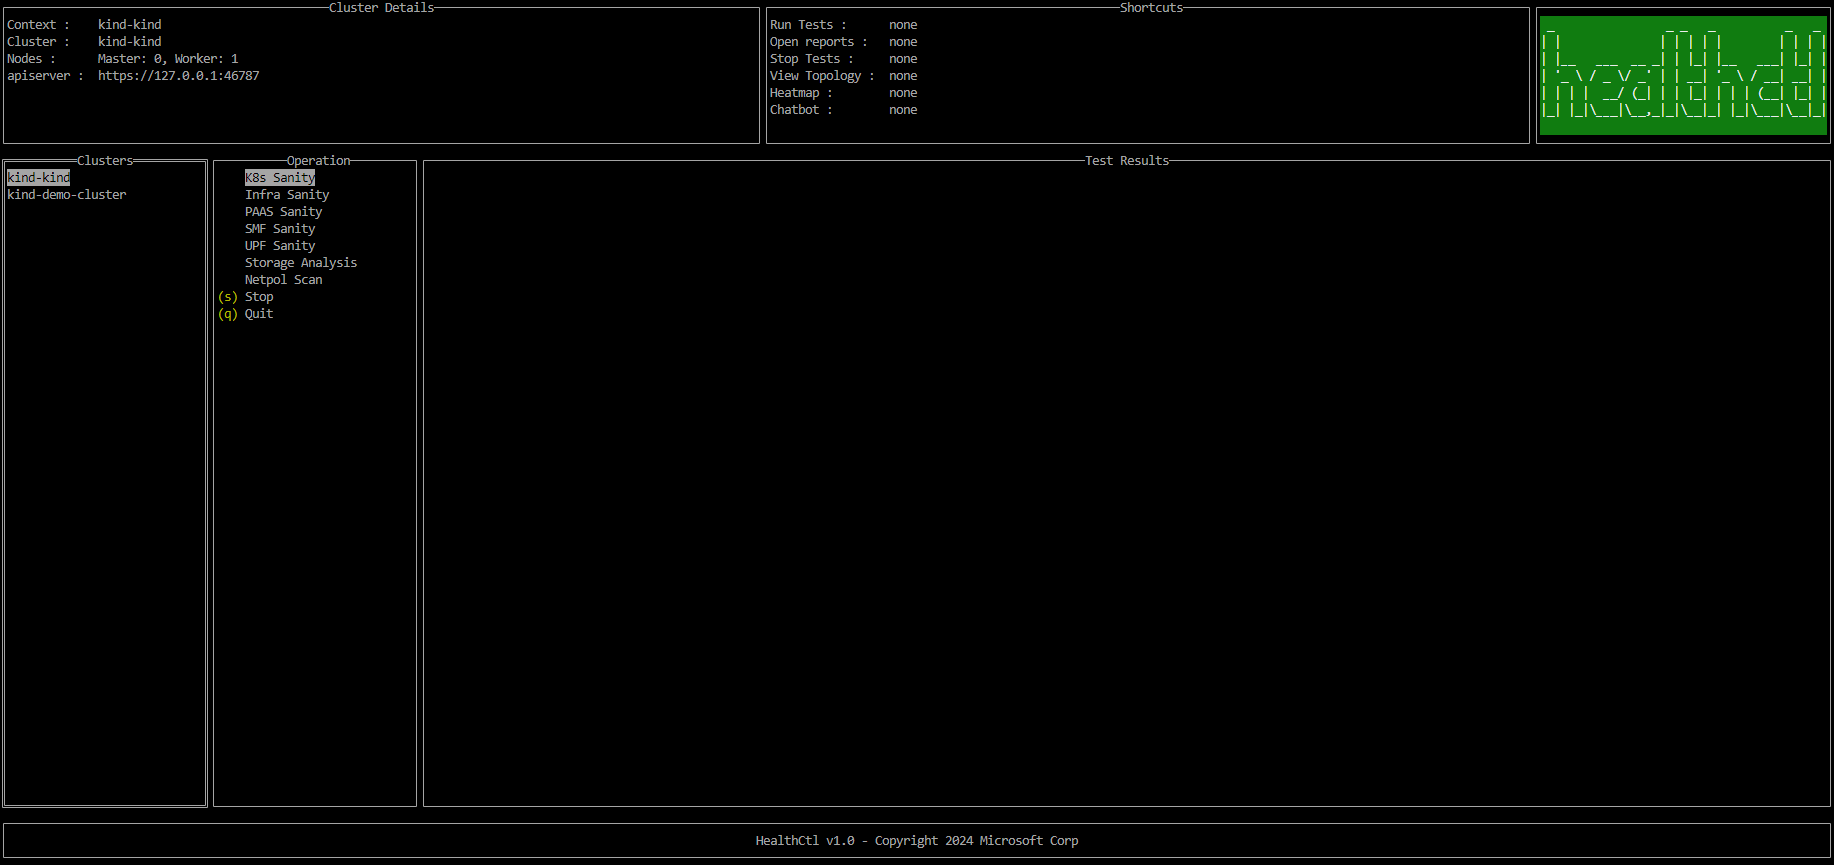 Cluster Details
Context : kind-kind
Cluster : kind-kind
Nodes : Master: 0, Worker: 1
apiserver : https://127.0.0.1:46787
Shortcuts
Run Tests : none
Open reports : none
Stop Tests : none
View Topology : none
Heatmap : none
Chatbot : none
healthctl
Clusters
kind-kind
kind-demo-cluster
Operation
K8s Sanity
Infra Sanity
PAAS Sanity
SMF Sanity
UPF Sanity
Storage Analysis
Netpol Scan
(s) Stop
(q) Quit
Test Results
HealthCtl v1.0 - Copyright 2024 Microsoft Corp